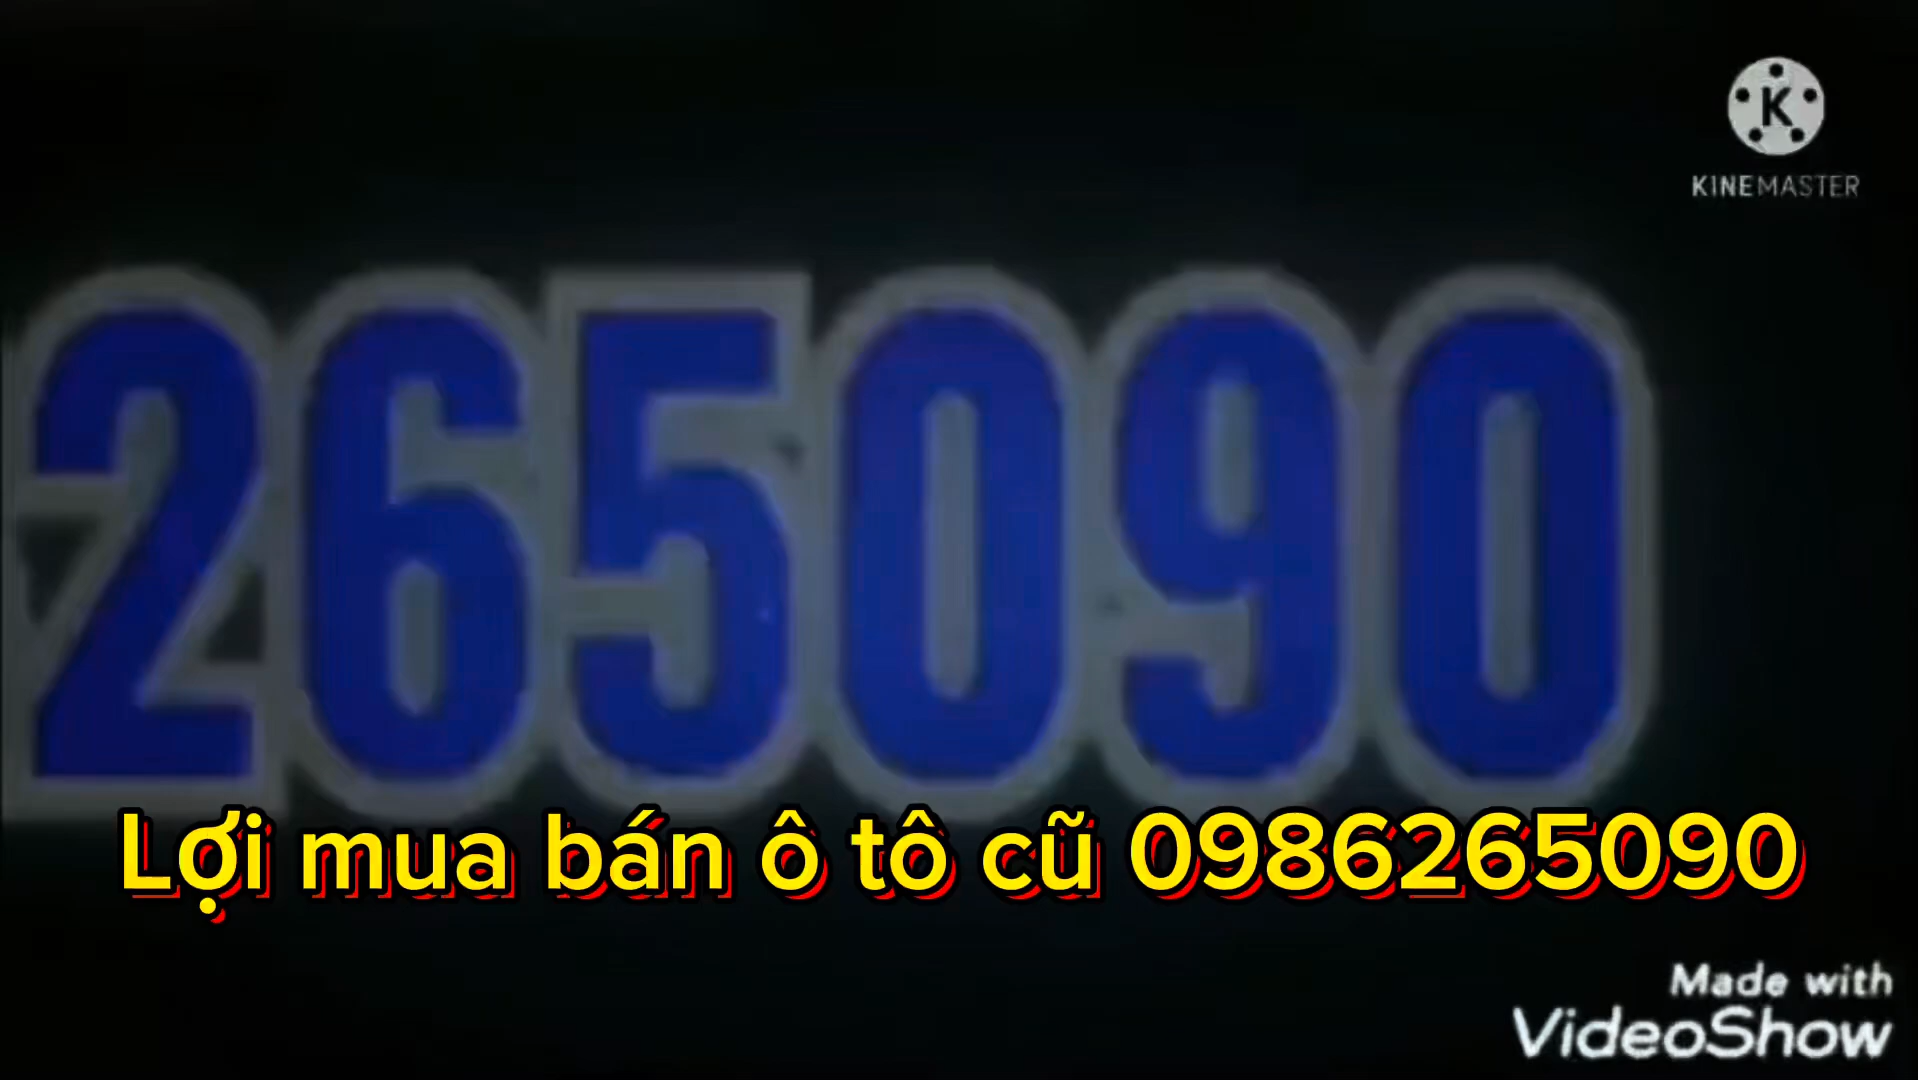 K
KINEMASTER
265090
Lợi mua bán ô tô cũ 0986265090
Made with
VideoShow